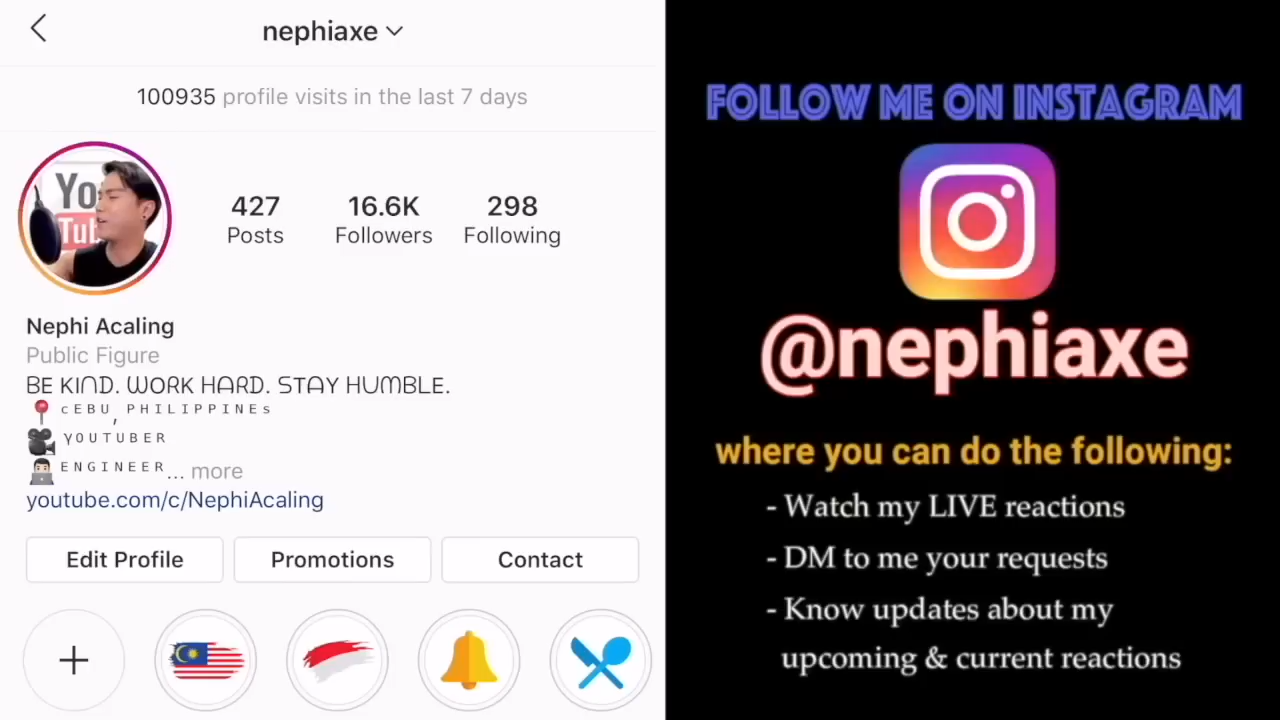 nephiaxe
100935 profile visits in the last 7 days
You
Tub
427
Posts
16.6K
Followers
298
Following
Nephi Acaling
Public Figure
BE KIND. WORK HARD. STAY HUMBLE.
ᶜEBU, PHILIPPINEˢ
YOUTUBER
ENGINEER... more
youtube.com/c/NephiAcaling
Edit Profile
Promotions
Contact
FOLLOW ME ON INSTAGRAM
@nephiaxe
where you can do the following:
- Watch my LIVE reactions
- DM to me your requests
- Know updates about my
upcoming & current reactions